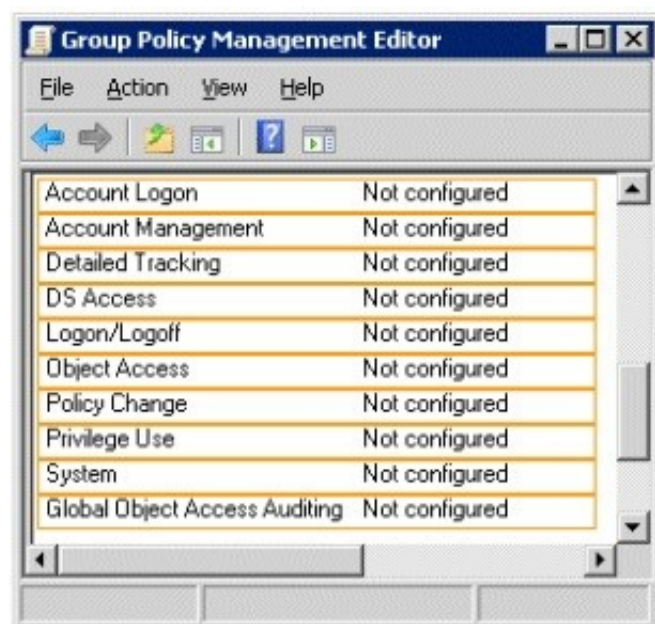 Group Policy Management Editor
File Action View Help
Account Logon Not configured
Account Management Not configured
Detailed Tracking Not configured
DS Access Not configured
Logon/Logoff Not configured
Object Access Not configured
Policy Change Not configured
Privilege Use Not configured
System Not configured
Global Object Access Auditing Not configured